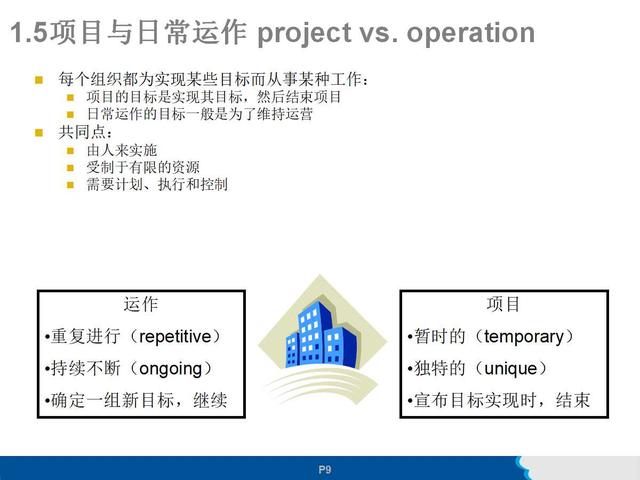 1.5项目与日常运作 project vs. operation
每个组织都为实现某些目标而从事某种工作：
项目的目标是实现其目标，然后结束项目
日常运作的目标一般是为了维持运营
共同点：
由人来实施
受制于有限的资源
需要计划、执行和控制
运作
•重复进行（repetitive）
•持续不断（ongoing）
•确定一组新目标，继续
项目
•暂时的（temporary）
•独特的（unique）
•宣布目标实现时，结束
P9